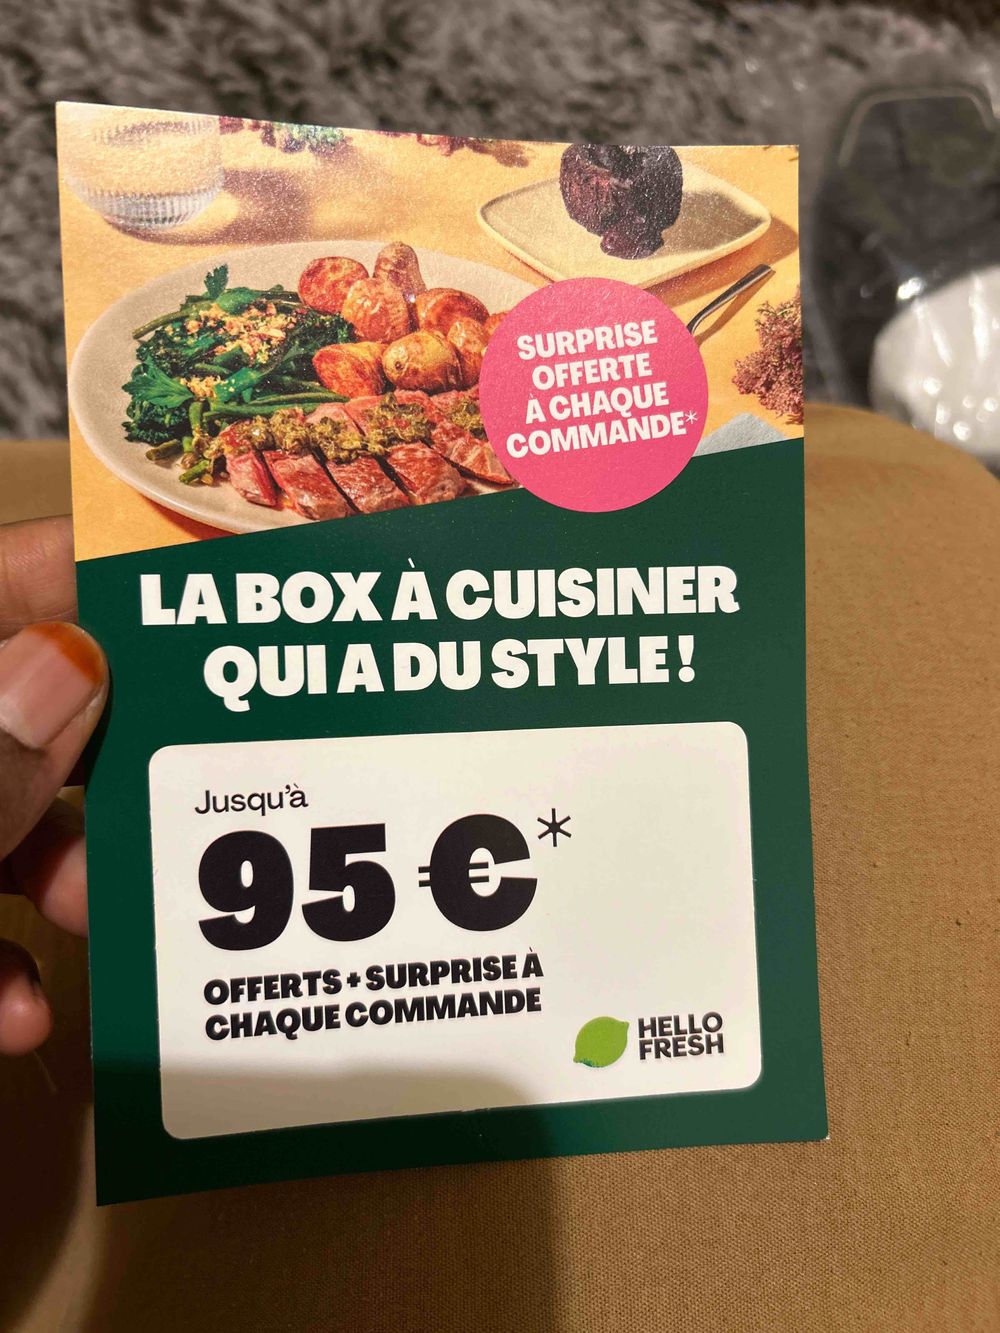 SURPRISE
OFFERTE
À CHAQUE
COMMANDE*
LA BOX À CUISINER
QUI A DU STYLE !
Jusqu'à
95 €*
OFFERTS + SURPRISE À
CHAQUE COMMANDE
HELLO
FRESH